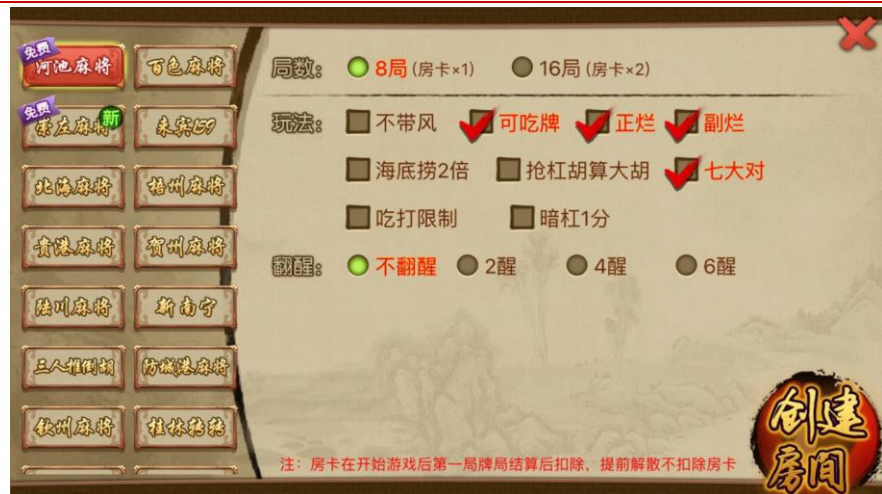 免费
河池麻将 百色麻将
免费 新
崇左麻将 来宾159
北海麻将 梧州麻将
贵港麻将 贺州麻将
陆川麻将 新南宁
三人推倒胡 防城港麻将
钦州麻将 桂林转转
局数： 8局(房卡×1) 16局(房卡×2)
玩法： 不带风 可吃牌 正烂 副烂
海底捞2倍 抢杠胡算大胡 七大对
吃打限制 暗杠1分
翻醒： 不翻醒 2醒 4醒 6醒
创建
房间
注：房卡在开始游戏后第一局牌局结算后扣除，提前解散不扣除房卡